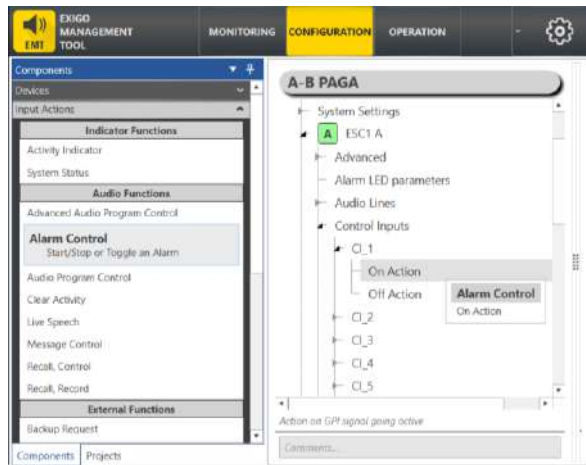 EXIGO
MANAGEMENT
TOOL
EMT
MONITORING
CONFIGURATION
OPERATION
Components
Devices
Input Actions
Indicator Functions
Activity Indicator
System Status
Audio Functions
Advanced Audio Program Control
Alarm Control
Start/Stop or Toggle an Alarm
Audio Program Control
Clear Activity
Live Speech
Message Control
Recall, Control
Recall, Record
External Functions
Backup Request
Components
Projects
A-B PAGA
System Settings
A ESC1 A
Advanced
Alarm LED parameters
Audio Lines
Control Inputs
CI_1
On Action
Off Action
Alarm Control
On Action
CI_2
CI_3
CI_4
CI_5
Action on GPI signal going active
Comments...